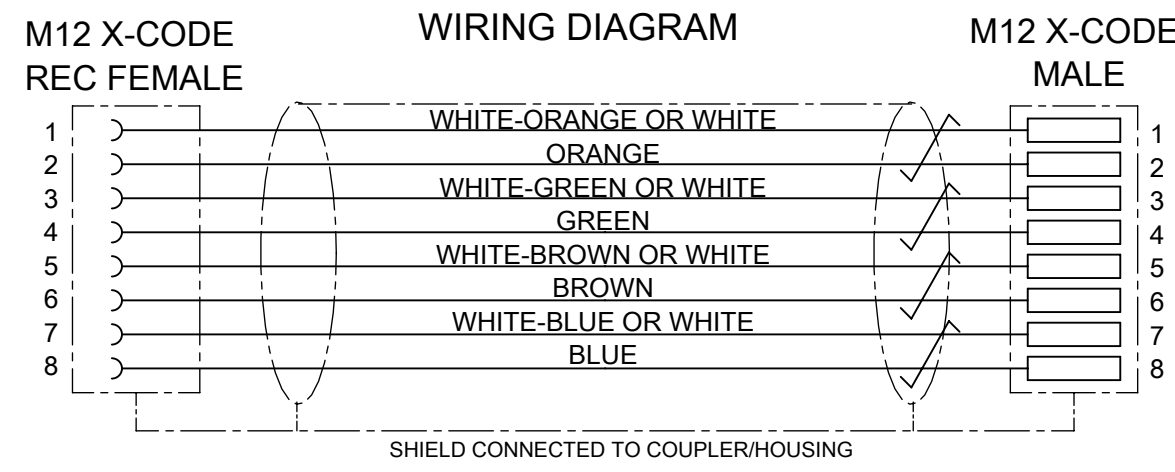 WIRING DIAGRAM
M12 X-CODE
REC FEMALE
M12 X-CODE
MALE
1 WHITE-ORANGE OR WHITE 1
2 ORANGE 2
3 WHITE-GREEN OR WHITE 3
4 GREEN 4
5 WHITE-BROWN OR WHITE 5
6 BROWN 6
7 WHITE-BLUE OR WHITE 7
8 BLUE 8
SHIELD CONNECTED TO COUPLER/HOUSING